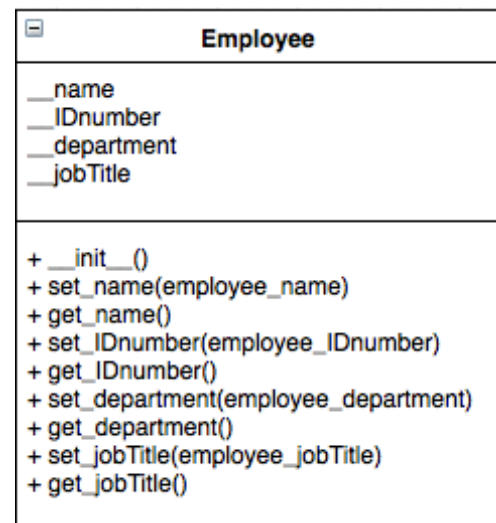 Employee
__name
__IDnumber
__department
__jobTitle
+ __init__()
+ set_name(employee_name)
+ get_name()
+ set_IDnumber(employee_IDnumber)
+ get_IDnumber()
+ set_department(employee_department)
+ get_department()
+ set_jobTitle(employee_jobTitle)
+ get_jobTitle()